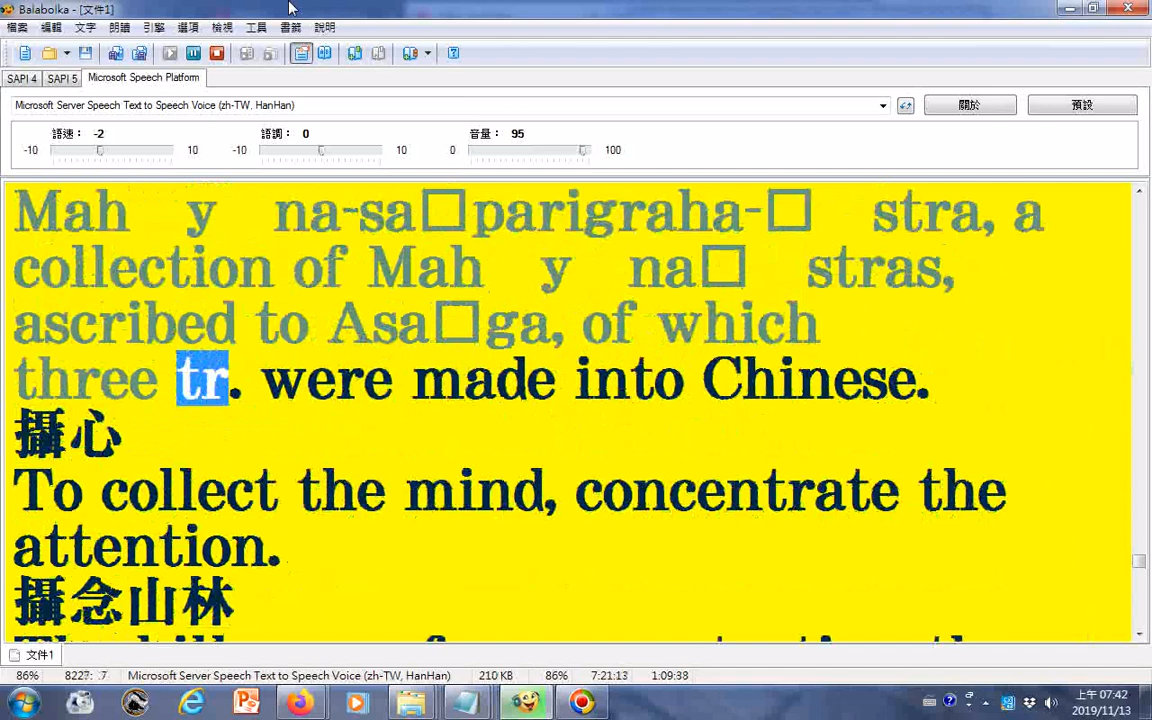 Balabolka - [文件1]
檔案 編輯 文字 朗讀 引擎 選項 檢視 工具 書籤 說明
SAPI 4 SAPI 5 Microsoft Speech Platform
Microsoft Server Speech Text to Speech Voice (zh-TW, HanHan) 關於 預設
語速： -2 語調： 0 音量： 95
-10 10 -10 10 0 100
Mah y na-sa□parigraha-□ stra, a
collection of Mah y na□ stras,
ascribed to Asa□ga, of which
three tr. were made into Chinese.
攝心
To collect the mind, concentrate the
attention.
攝念山林
文件1
86% 8227: 7 Microsoft Server Speech Text to Speech Voice (zh-TW, HanHan) 210 KB 86% 7:21:13 1:09:38
上午 07:42
2019/11/13